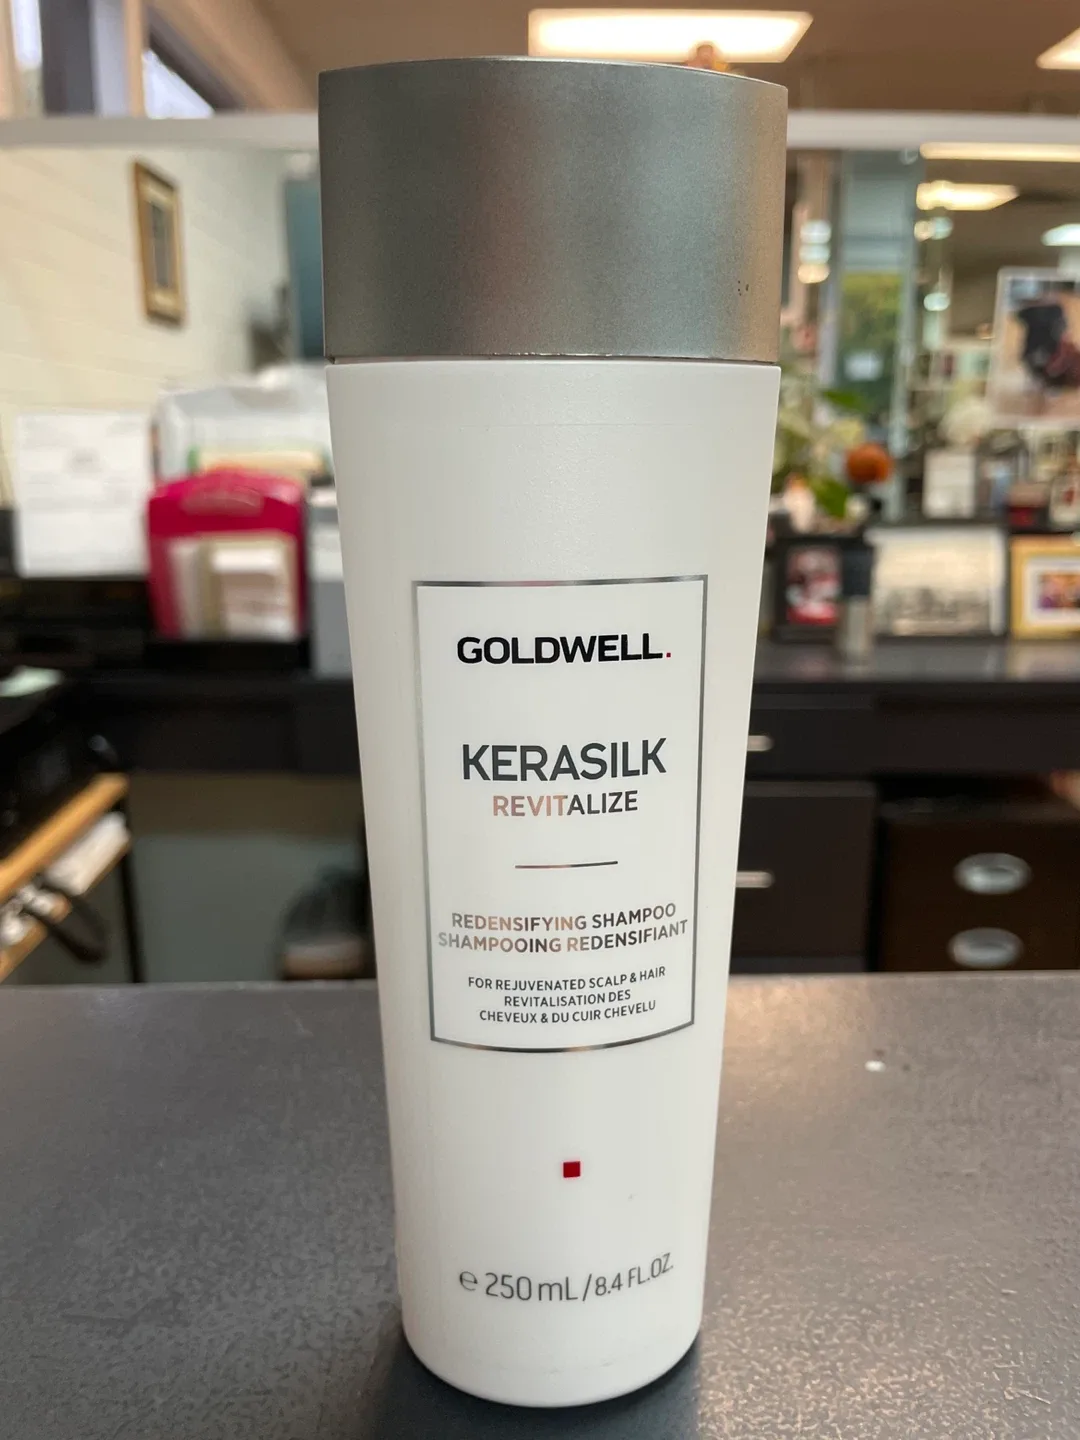 GOLDWELL.
KERASILK
REVITALIZE
REDENSIFYING SHAMPOO
SHAMPOOING REDENSIFIANT
FOR REJUVENATED SCALP & HAIR
REVITALISATION DES
CHEVEUX & DU CUIR CHEVELU
℮ 250 mL / 8.4 FL.OZ.